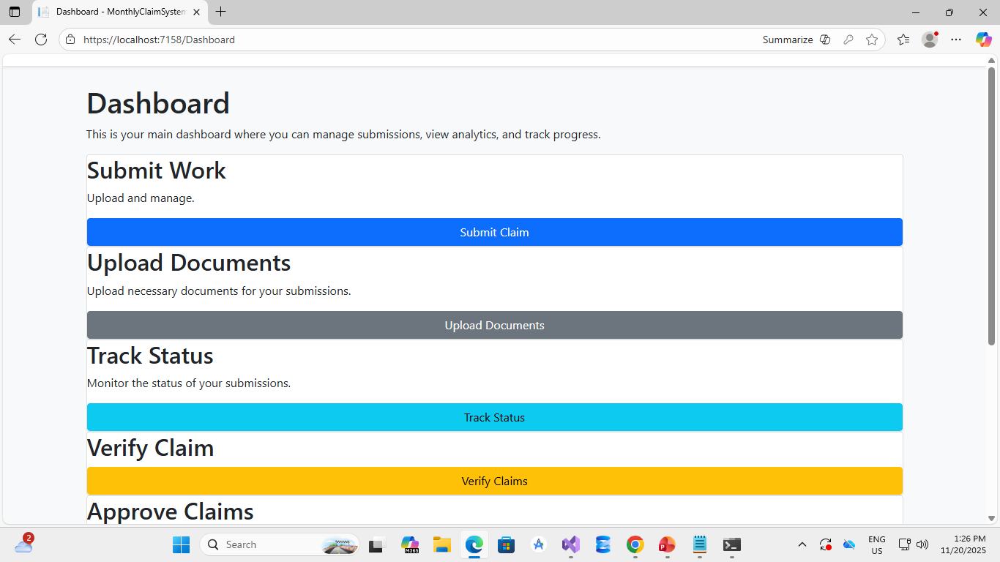 Dashboard - MonthlyClaimSystem
https://localhost:7158/Dashboard
Summarize
Dashboard
This is your main dashboard where you can manage submissions, view analytics, and track progress.
Submit Work
Upload and manage.
Submit Claim
Upload Documents
Upload necessary documents for your submissions.
Upload Documents
Track Status
Monitor the status of your submissions.
Track Status
Verify Claim
Verify Claims
Approve Claims
2
Search
M365
ENG
US
1:26 PM
11/20/2025